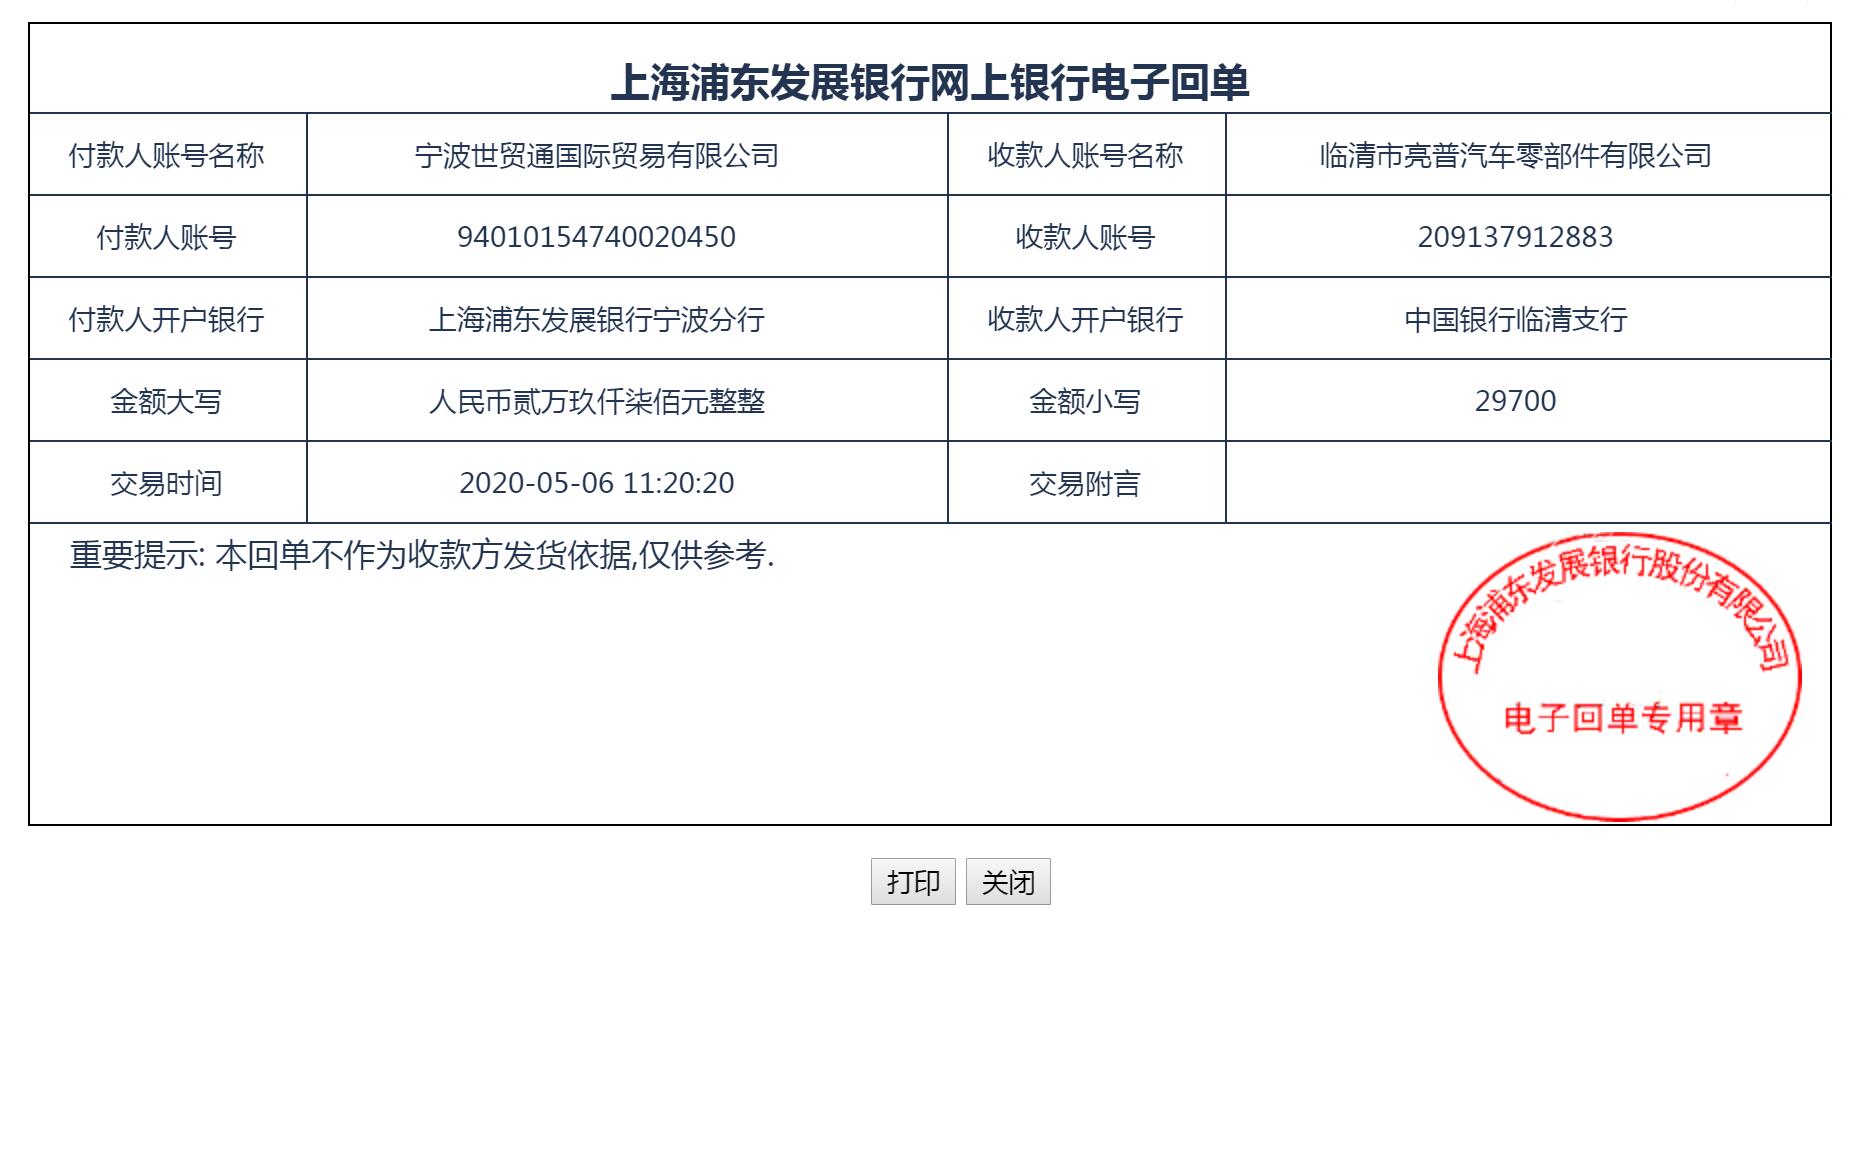 上海浦东发展银行网上银行电子回单
付款人账号名称 宁波世贸通国际贸易有限公司 收款人账号名称 临清市亮普汽车零部件有限公司
付款人账号 94010154740020450 收款人账号 209137912883
付款人开户银行 上海浦东发展银行宁波分行 收款人开户银行 中国银行临清支行
金额大写 人民币贰万玖仟柒佰元整整 金额小写 29700
交易时间 2020-05-06 11:20:20 交易附言
重要提示: 本回单不作为收款方发货依据,仅供参考.
上海浦东发展银行股份有限公司
电子回单专用章
打印 关闭